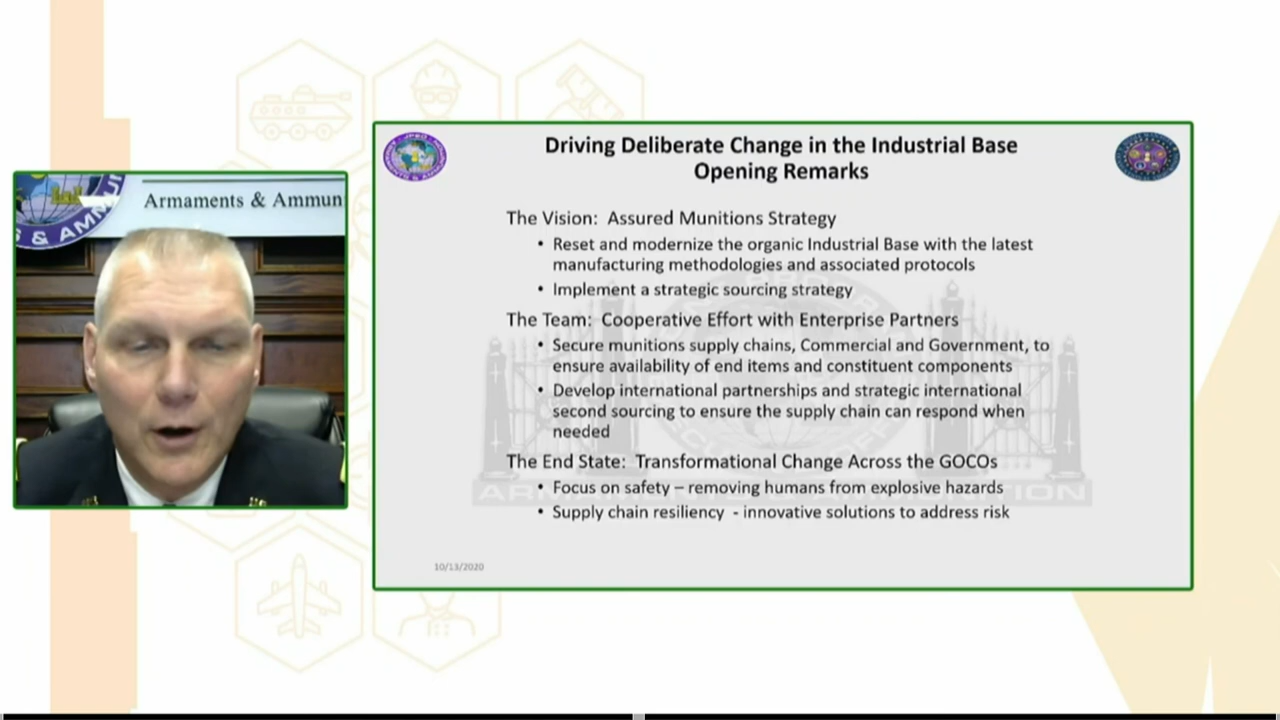 Armaments & Ammun
S & AMMU
Driving Deliberate Change in the Industrial Base
Opening Remarks
The Vision: Assured Munitions Strategy
• Reset and modernize the organic Industrial Base with the latest
manufacturing methodologies and associated protocols
• Implement a strategic sourcing strategy
The Team: Cooperative Effort with Enterprise Partners
• Secure munitions supply chains, Commercial and Government, to
ensure availability of end items and constituent components
• Develop international partnerships and strategic international
second sourcing to ensure the supply chain can respond when
needed
The End State: Transformational Change Across the GOCOs
• Focus on safety – removing humans from explosive hazards
• Supply chain resiliency - innovative solutions to address risk
10/13/2020